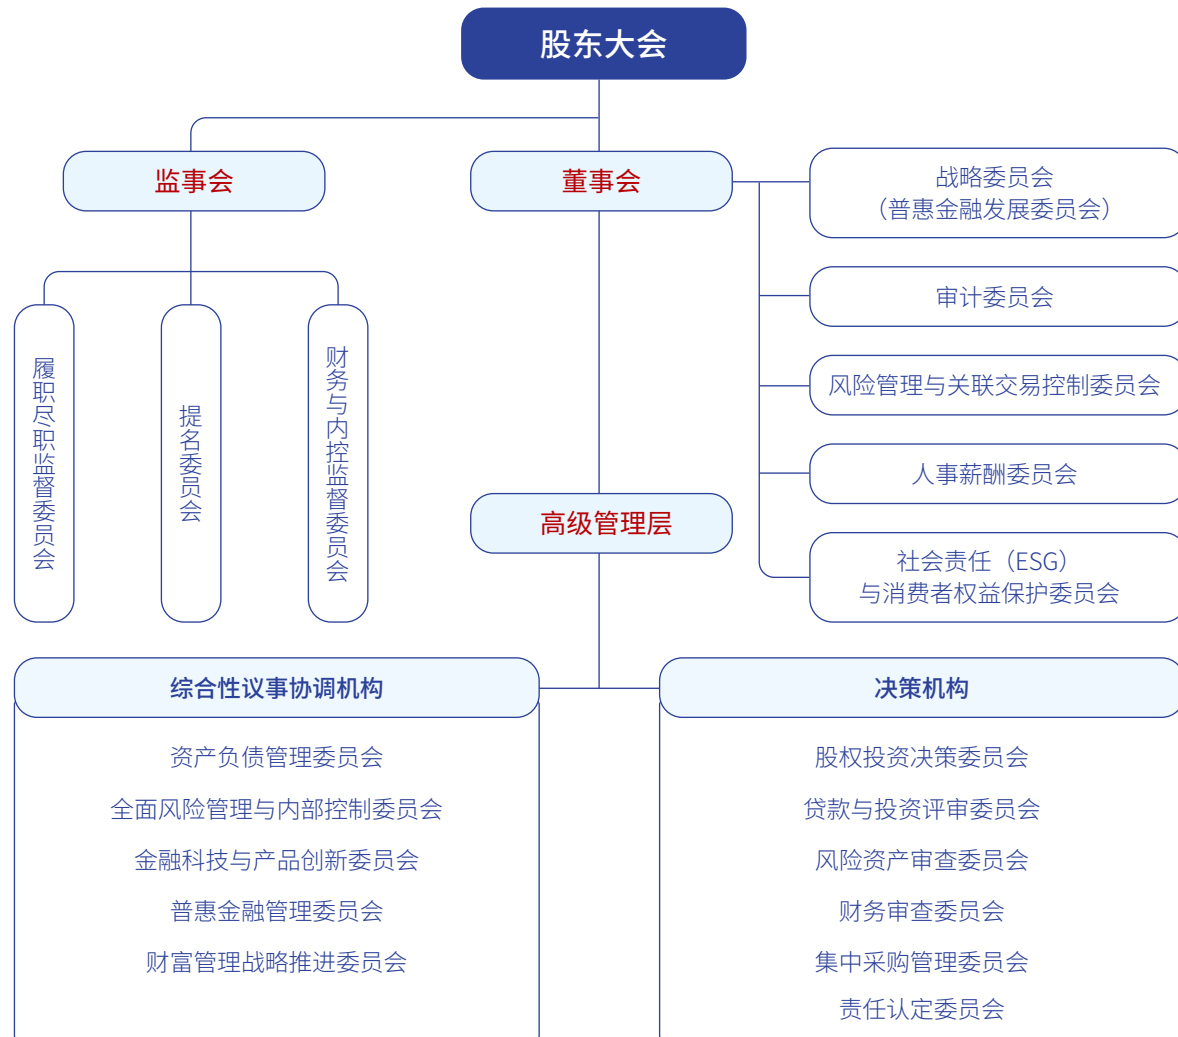 股东大会
监事会
董事会
战略委员会
（普惠金融发展委员会）
审计委员会
风险管理与关联交易控制委员会
人事薪酬委员会
社会责任（ESG）
与消费者权益保护委员会
履职尽职监督委员会
提名委员会
财务与内控监督委员会
高级管理层
综合性议事协调机构
资产负债管理委员会
全面风险管理与内部控制委员会
金融科技与产品创新委员会
普惠金融管理委员会
财富管理战略推进委员会
决策机构
股权投资决策委员会
贷款与投资评审委员会
风险资产审查委员会
财务审查委员会
集中采购管理委员会
责任认定委员会